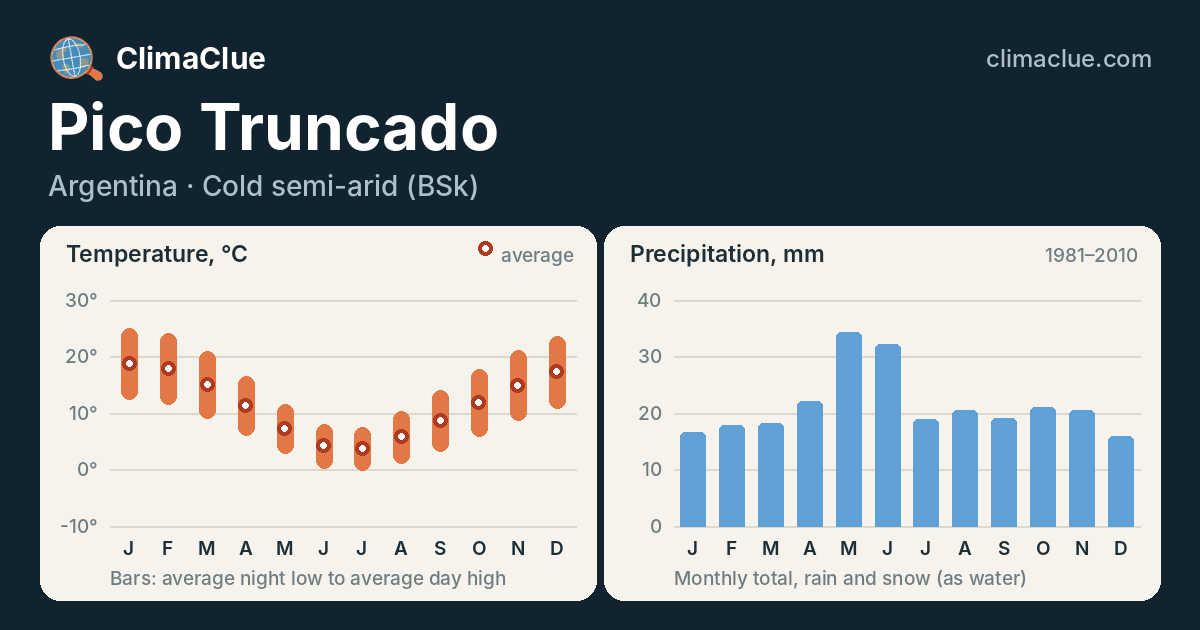 ClimaClue
climaclue.com
Pico Truncado
Argentina · Cold semi-arid (BSk)
Temperature, °C
average
30°
20°
10°
0°
-10°
J F M A M J J A S O N D
Bars: average night low to average day high
Precipitation, mm
1981–2010
40
30
20
10
0
J F M A M J J A S O N D
Monthly total, rain and snow (as water)